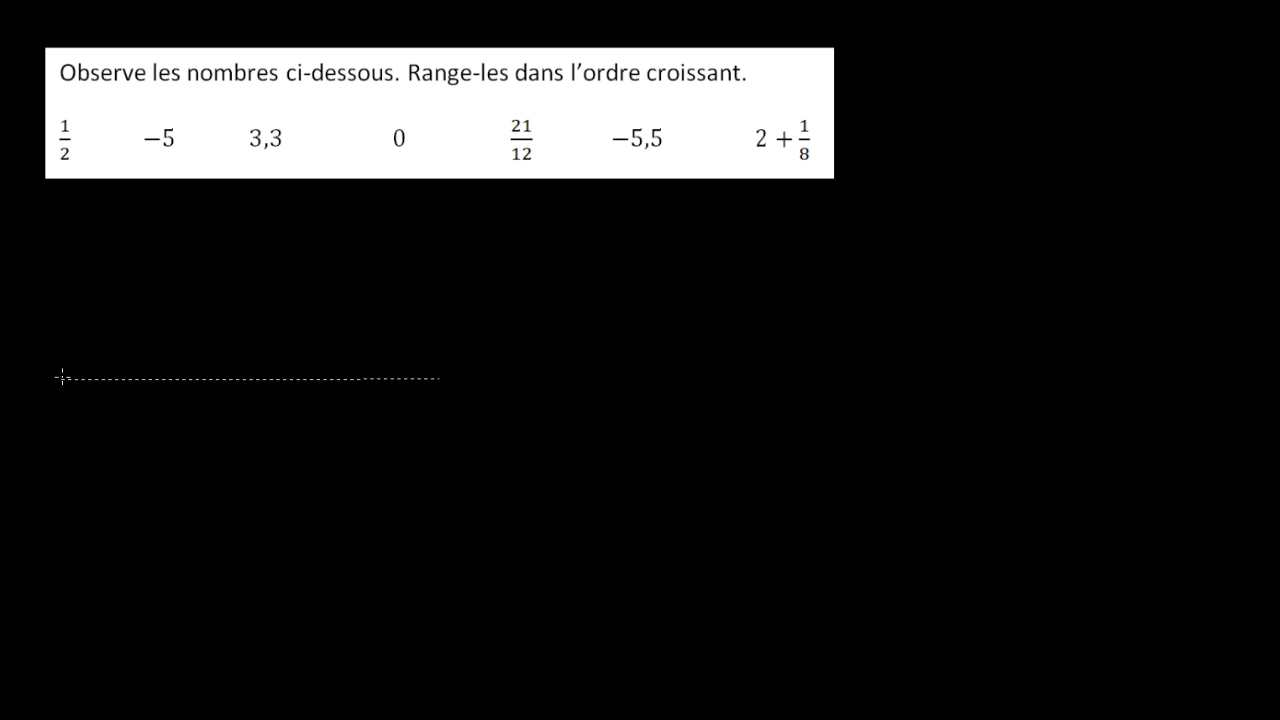 Observe les nombres ci-dessous. Range-les dans l’ordre croissant.
1/2 −5 3,3 0 21/12 −5,5 2 + 1/8